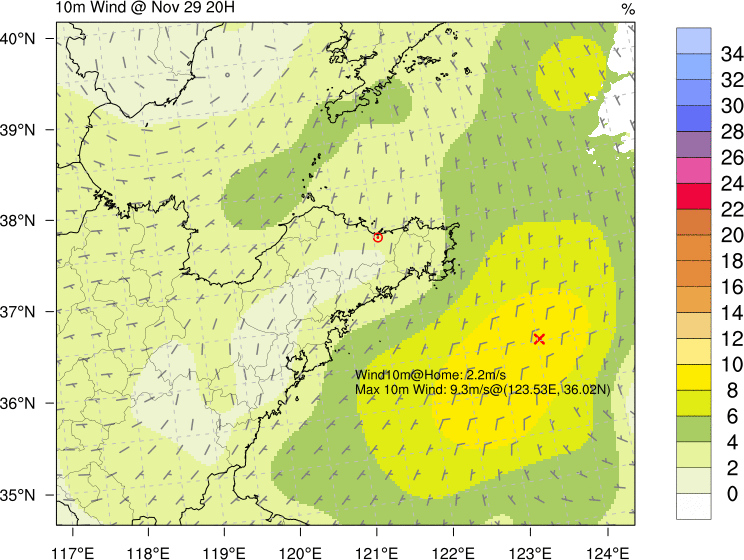 10m Wind @ Nov 29 20H
%
40°N
39°N
38°N
37°N
36°N
35°N
117°E
118°E
119°E
120°E
121°E
122°E
123°E
124°E
Wind10m@Home: 2.2m/s
Max 10m Wind: 9.3m/s@(123.53E, 36.02N)
34
32
30
28
26
24
22
20
18
16
14
12
10
8
6
4
2
0